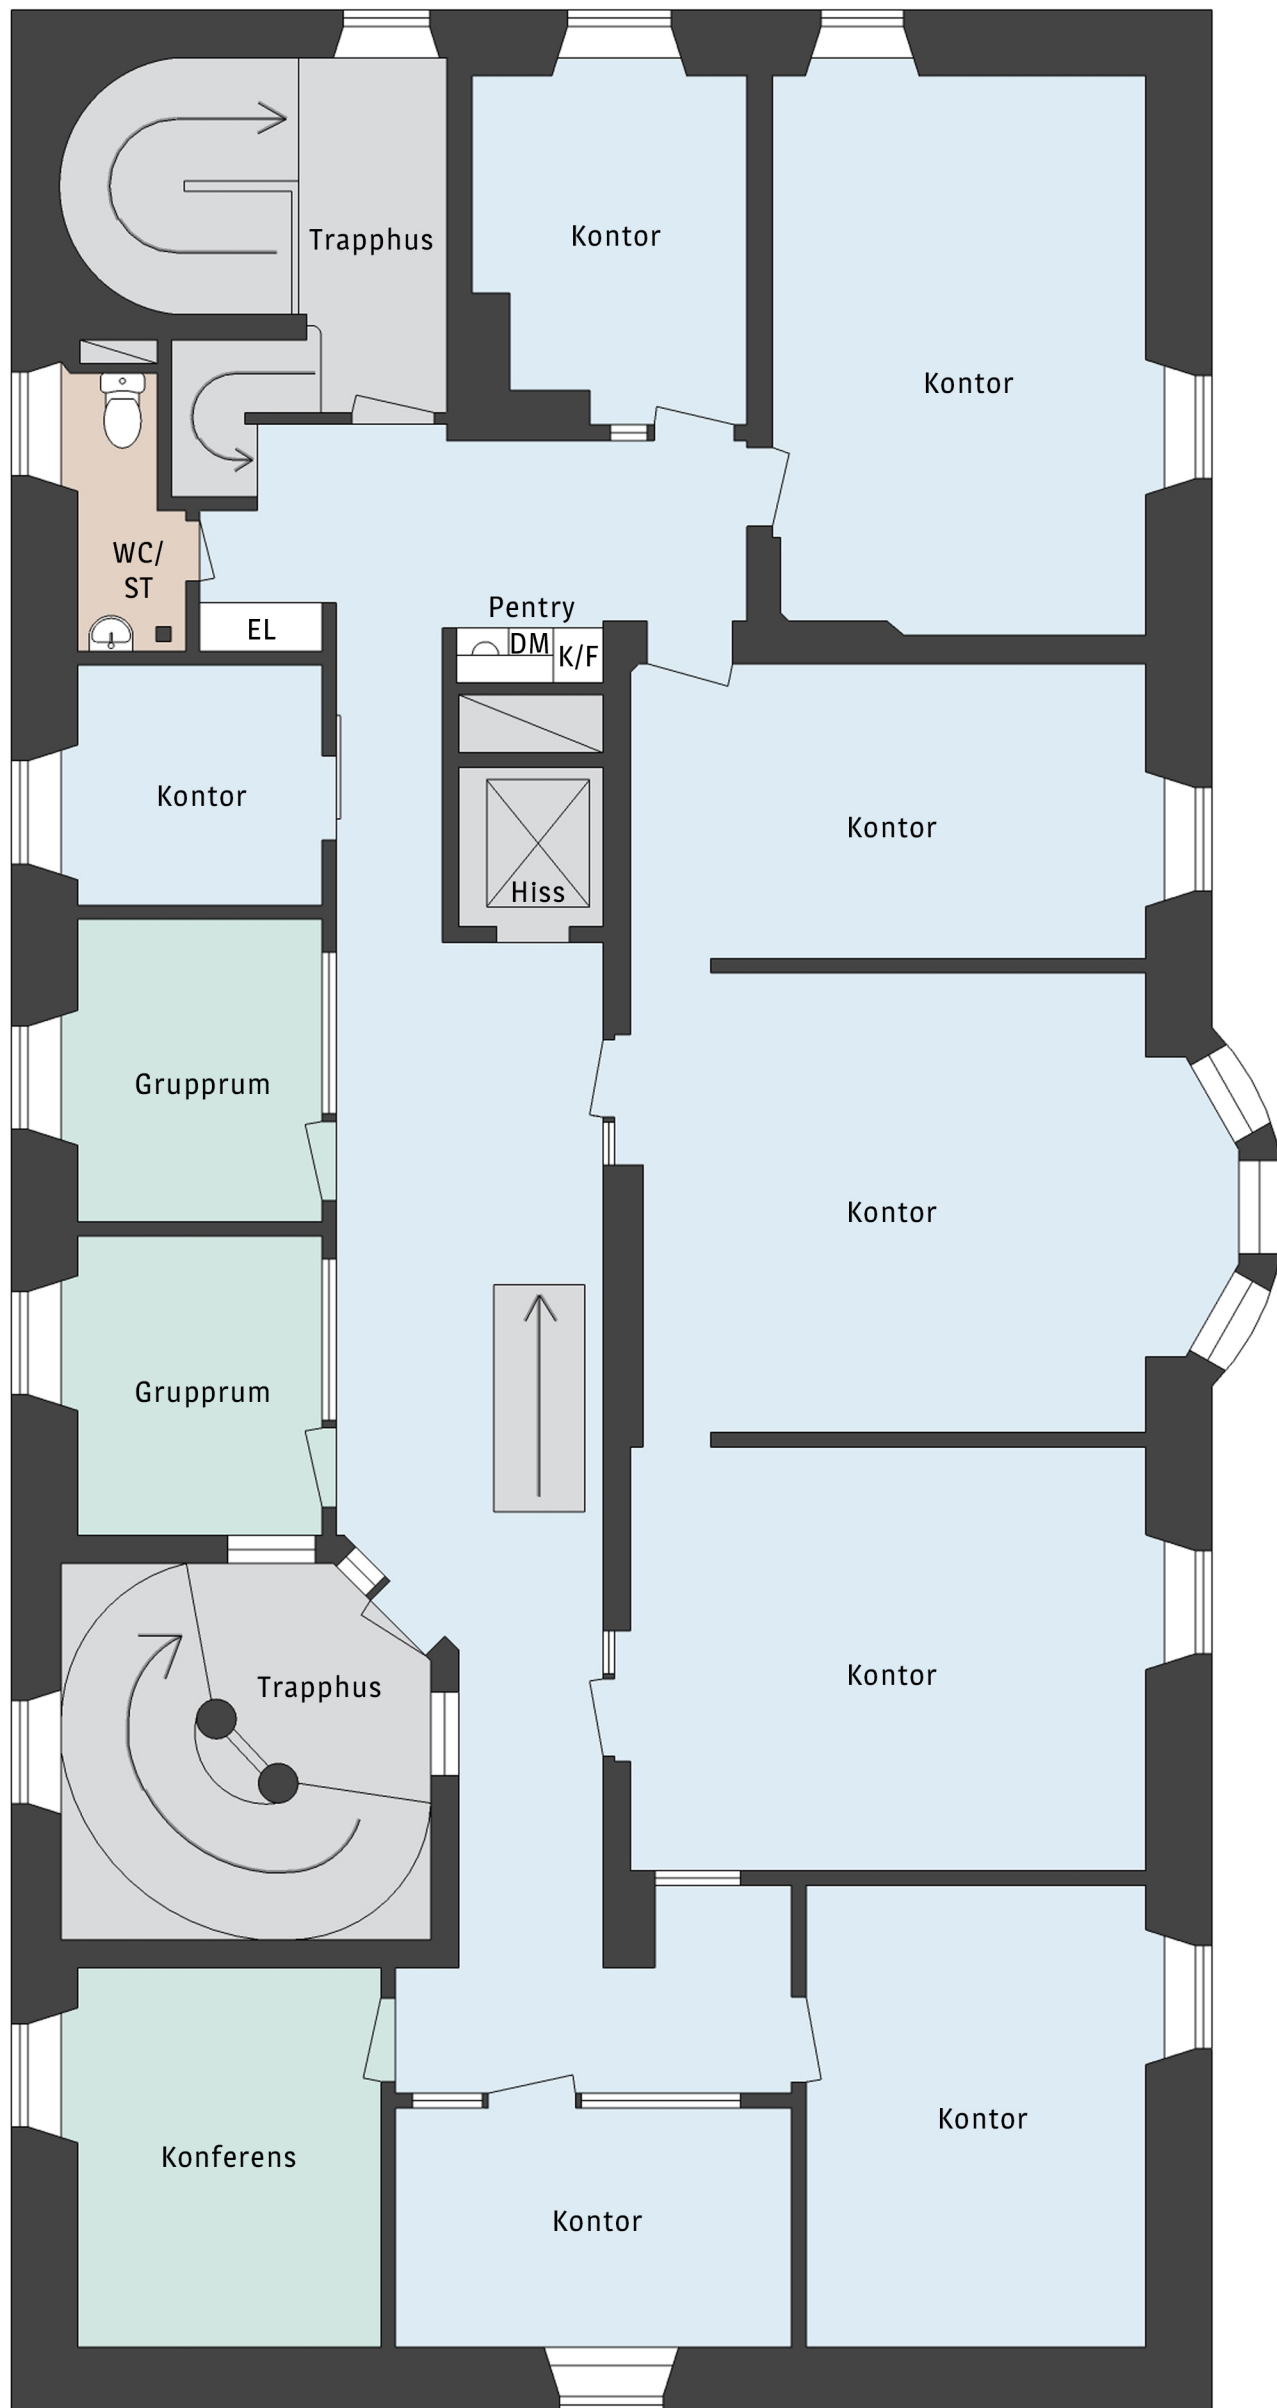 Trapphus
Kontor
Kontor
WC/
ST
EL
Pentry
DM
K/F
Kontor
Kontor
Hiss
Grupprum
Kontor
Grupprum
Trapphus
Kontor
Konferens
Kontor
Kontor